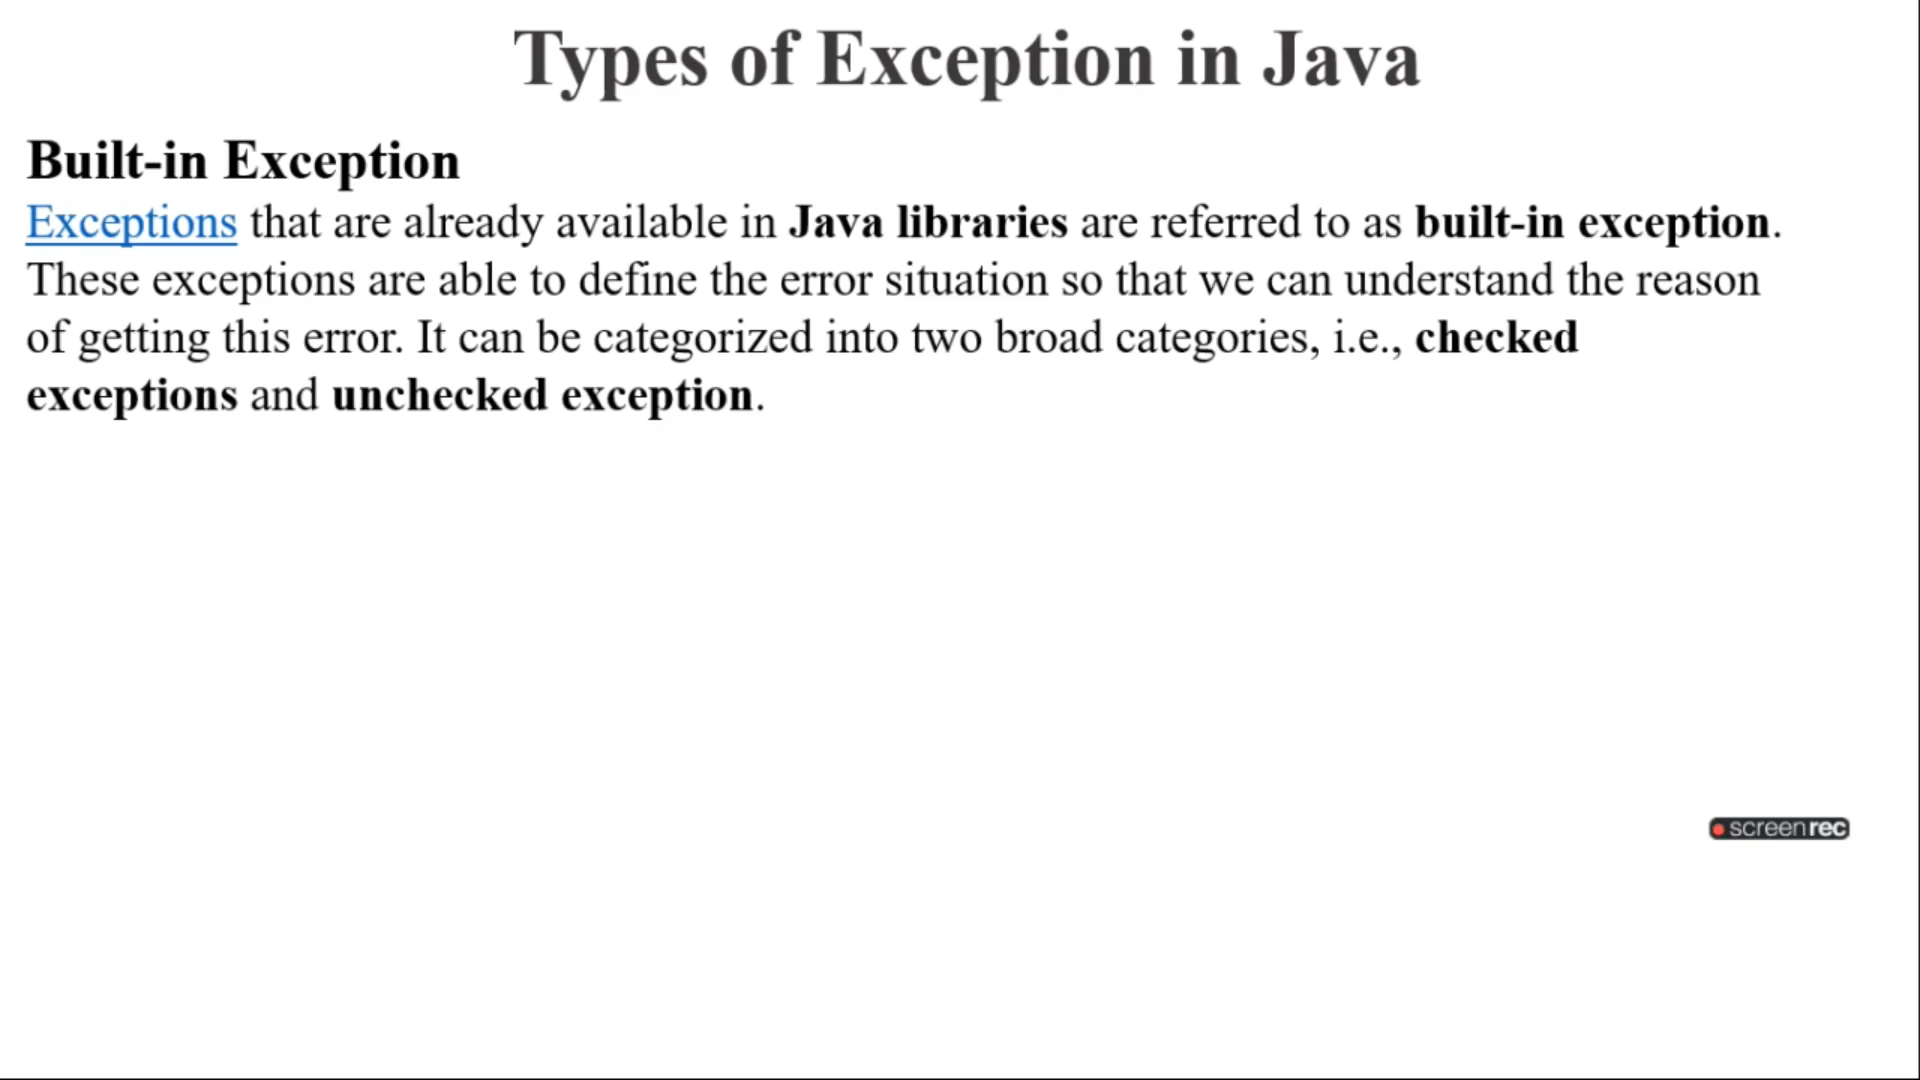 Types of Exception in Java
Built-in Exception
Exceptions that are already available in Java libraries are referred to as built-in exception.
These exceptions are able to define the error situation so that we can understand the reason
of getting this error. It can be categorized into two broad categories, i.e., checked
exceptions and unchecked exception.
screenrec